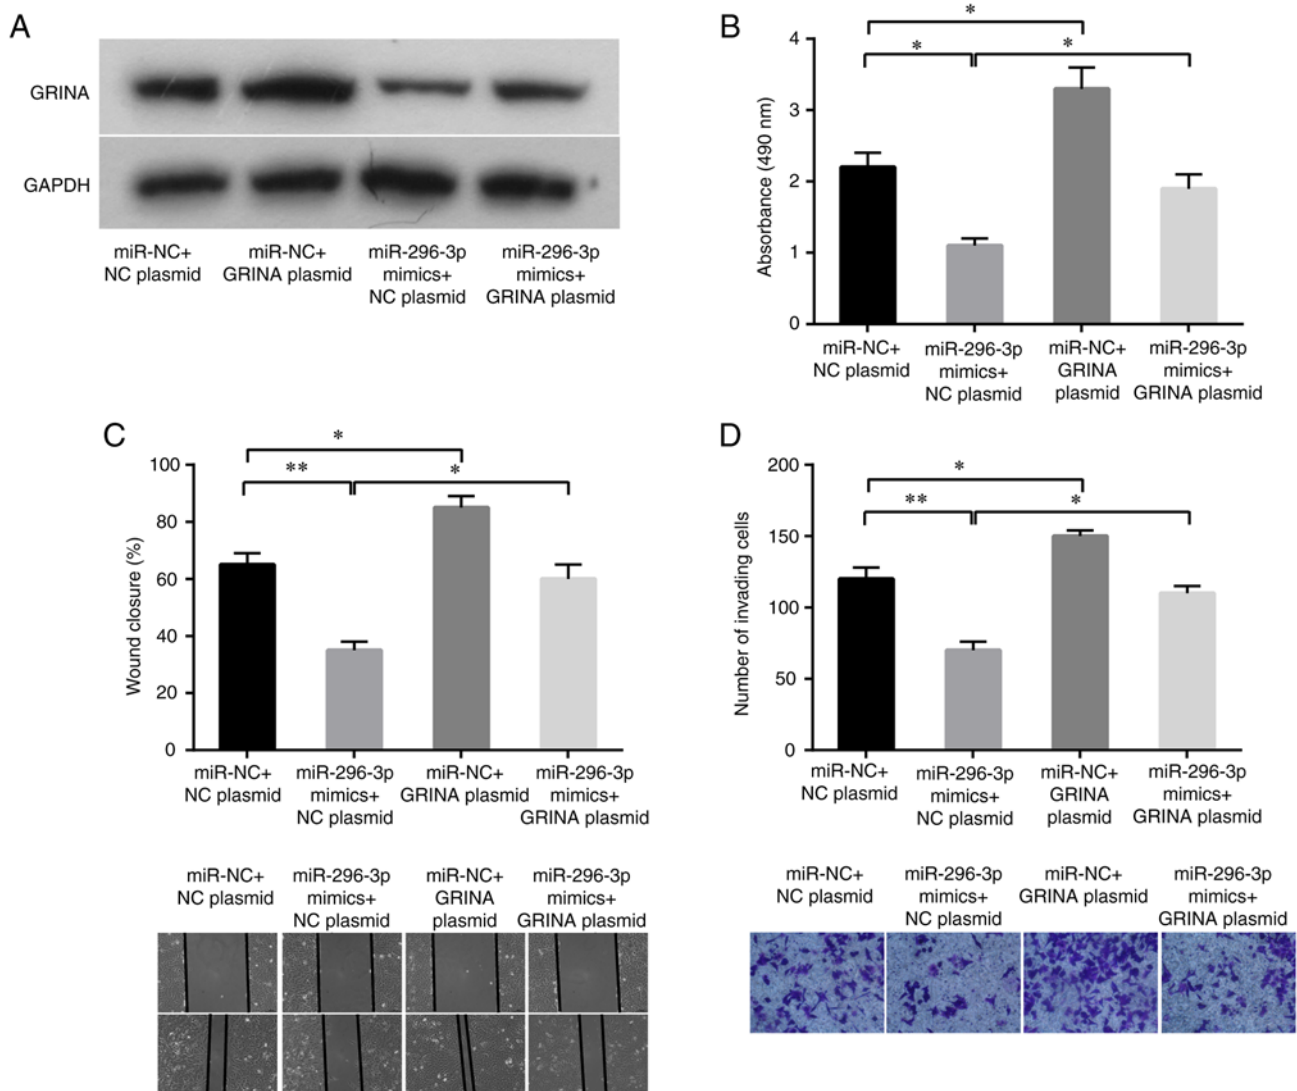 A
GRINA
GAPDH
miR-NC+
NC plasmid
miR-NC+
GRINA plasmid
miR-296-3p
mimics+
NC plasmid
miR-296-3p
mimics+
GRINA plasmid
B
Absorbance (490 nm)
4
3
2
1
0
*
*
*
miR-NC+
NC plasmid
miR-296-3p
mimics+
NC plasmid
miR-NC+
GRINA
plasmid
miR-296-3p
mimics+
GRINA plasmid
C
Wound closure (%)
100
80
60
40
20
0
*
**
*
miR-NC+
NC plasmid
miR-296-3p
mimics+
NC plasmid
miR-NC+
GRINA plasmid
miR-296-3p
mimics+
GRINA plasmid
miR-NC+
NC plasmid
miR-296-3p
mimics+
NC plasmid
miR-NC+
GRINA
plasmid
miR-296-3p
mimics+
GRINA plasmid
D
Number of invading cells
200
150
100
50
0
*
**
*
miR-NC+
NC plasmid
miR-296-3p
mimics+
NC plasmid
miR-NC+
GRINA
plasmid
miR-296-3p
mimics+
GRINA plasmid
miR-NC+
NC plasmid
miR-296-3p
mimics+
NC plasmid
miR-NC+
GRINA plasmid
miR-296-3p
mimics+
GRINA plasmid